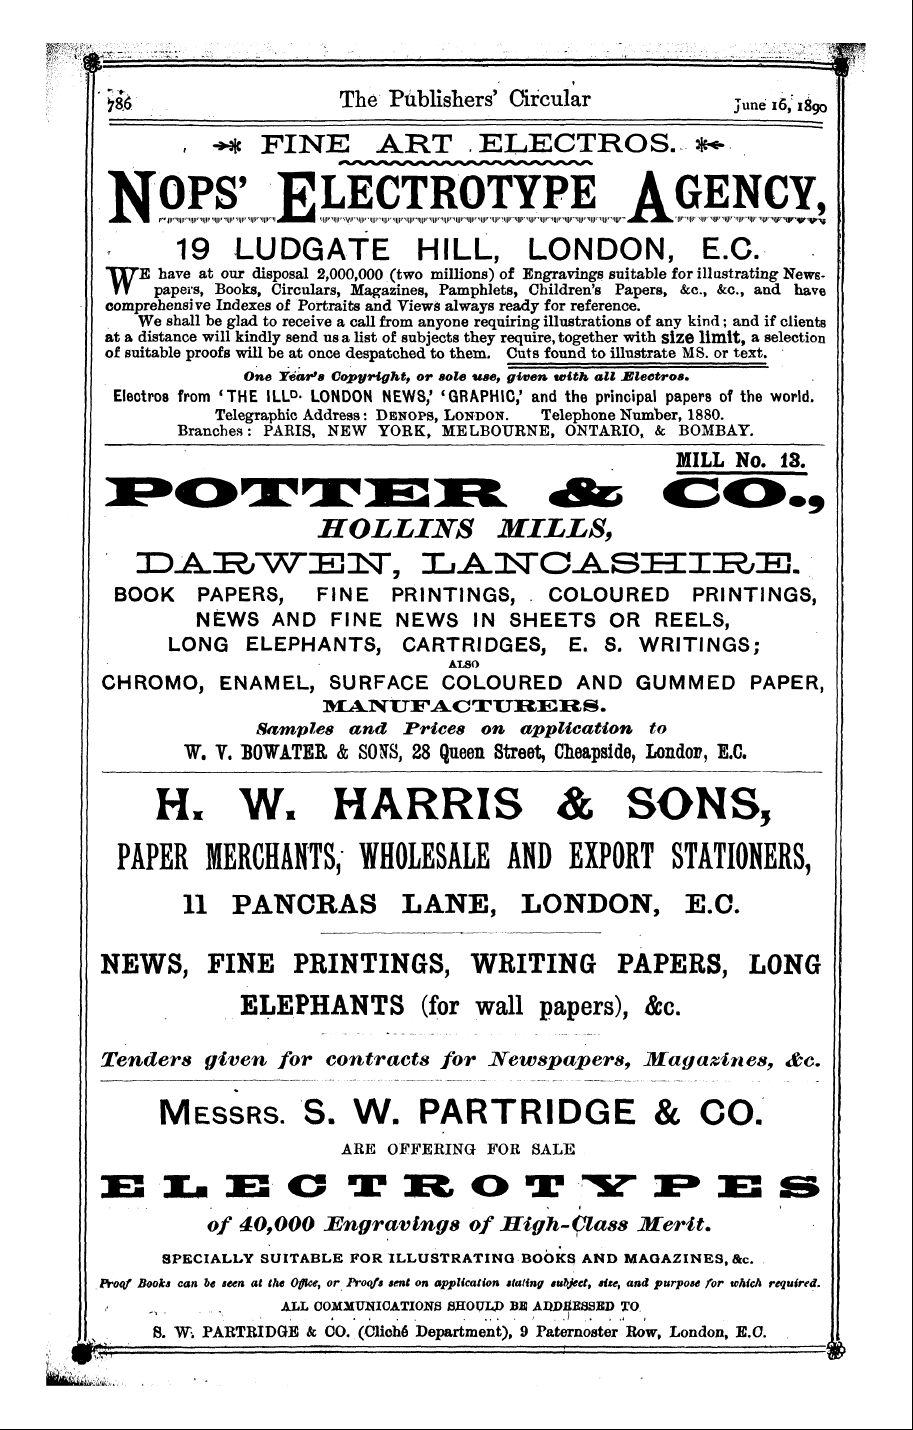 786 The Publishers' Circular June 16, 1890
FINE ART ELECTROS.
NOPS' ELECTROTYPE AGENCY,
19 LUDGATE HILL, LONDON, E.C.
WE have at our disposal 2,000,000 (two millions) of Engravings suitable for illustrating News-
papers, Books, Circulars, Magazines, Pamphlets, Children's Papers, &c., &c., and have
comprehensive Indexes of Portraits and Views always ready for reference.
We shall be glad to receive a call from anyone requiring illustrations of any kind; and if clients
at a distance will kindly send us a list of subjects they require, together with size limit, a selection
of suitable proofs will be at once despatched to them. Cuts found to illustrate MS. or text.
One Year's Copyright, or sole use, given with all Electros.
Electros from 'THE ILLD. LONDON NEWS,' 'GRAPHIC,' and the principal papers of the world.
Telegraphic Address: DENOPS, LONDON. Telephone Number, 1880.
Branches: PARIS, NEW YORK, MELBOURNE, ONTARIO, & BOMBAY.
MILL No. 13.
POTTER & CO.,
HOLLINS MILLS,
DARWEN, LANCASHIRE.
BOOK PAPERS, FINE PRINTINGS, COLOURED PRINTINGS,
NEWS AND FINE NEWS IN SHEETS OR REELS,
LONG ELEPHANTS, CARTRIDGES, E. S. WRITINGS;
ALSO
CHROMO, ENAMEL, SURFACE COLOURED AND GUMMED PAPER,
MANUFACTURERS.
Samples and Prices on application to
W. V. BOWATER & SONS, 28 Queen Street, Cheapside, London, E.C.
H. W. HARRIS & SONS,
PAPER MERCHANTS, WHOLESALE AND EXPORT STATIONERS,
11 PANCRAS LANE, LONDON, E.C.
NEWS, FINE PRINTINGS, WRITING PAPERS, LONG
ELEPHANTS (for wall papers), &c.
Tenders given for contracts for Newspapers, Magazines, &c.
MESSRS. S. W. PARTRIDGE & CO.
ARE OFFERING FOR SALE
ELECTROTYPES
of 40,000 Engravings of High-Class Merit.
SPECIALLY SUITABLE FOR ILLUSTRATING BOOKS AND MAGAZINES, &c.
Proof Books can be seen at the Office, or Proofs sent on application stating subject, size, and purpose for which required.
ALL COMMUNICATIONS SHOULD BE ADDRESSED TO
S. W. PARTRIDGE & CO. (Cliché Department), 9 Paternoster Row, London, E.C.